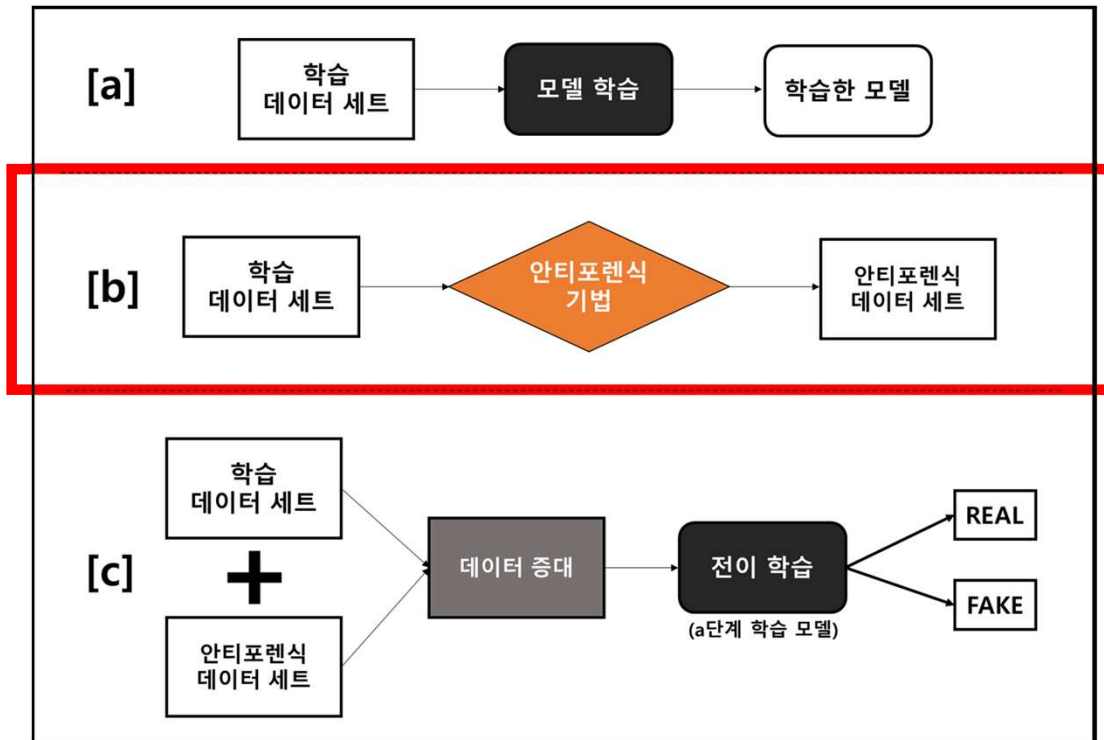 [a]
학습
데이터 세트
모델 학습
학습한 모델
[b]
학습
데이터 세트
안티포렌식
기법
안티포렌식
데이터 세트
[c]
학습
데이터 세트
+
안티포렌식
데이터 세트
데이터 증대
전이 학습
(a단계 학습 모델)
REAL
FAKE